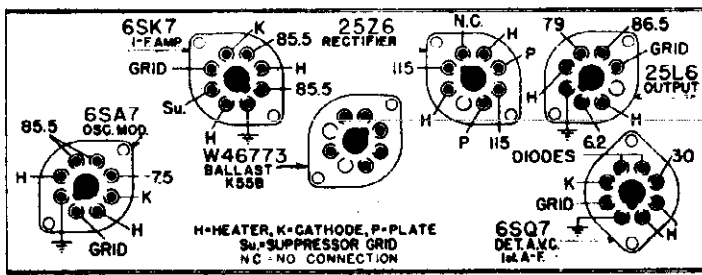 6SK7
I-F. AMP.
K
85.5
GRID
H
85.5
Su.
H
25Z6
RECTIFIER
N.C.
H
P
115
H
P
115
79
86.5
GRID
25L6
OUTPUT
H
H
6.2
6SA7
OSC. MOD.
85.5
H
-7.5
K
H
GRID
W46773
BALLAST
K55B
DIODES
30
K
GRID
H
6SQ7
DET. A.V.C.
1st. A-F.
H=HEATER, K=CATHODE, P=PLATE
Su.=SUPPRESSOR GRID
N C = NO CONNECTION